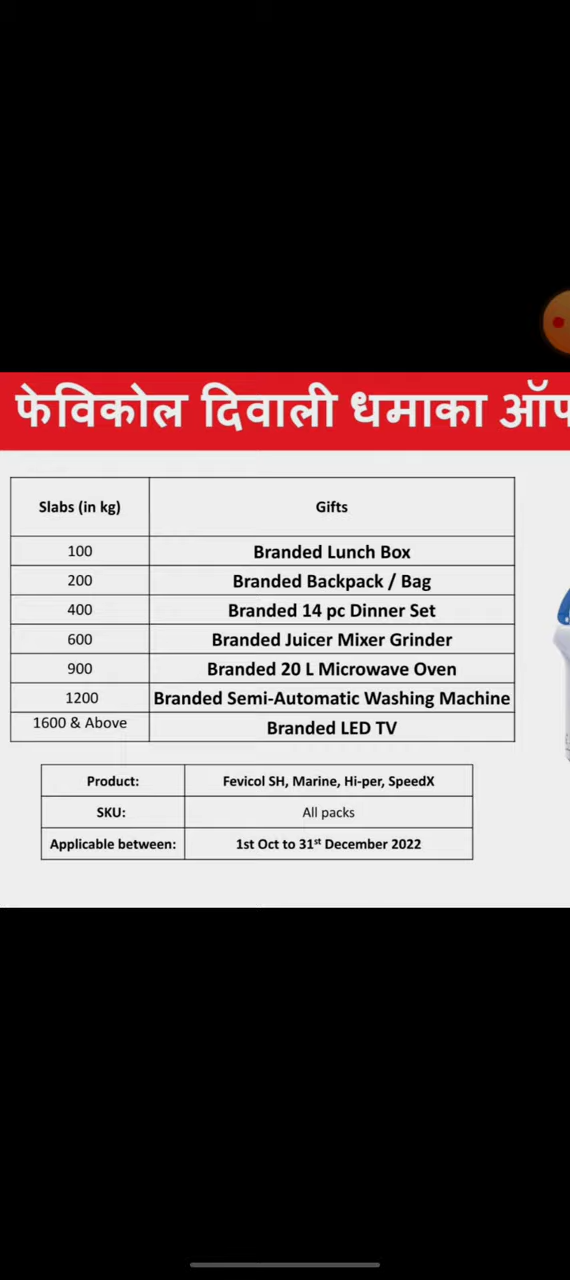 फेविकोल दिवाली धमाका
Slabs (in kg) Gifts
100 Branded Lunch Box
200 Branded Backpack / Bag
400 Branded 14 pc Dinner Set
600 Branded Juicer Mixer Grinder
900 Branded 20 L Microwave Oven
1200 Branded Semi-Automatic Washing Machine
1600 & Above Branded LED TV
Product: Fevicol SH, Marine, Hi-per, SpeedX
SKU: All packs
Applicable between: 1st Oct to 31st December 2022